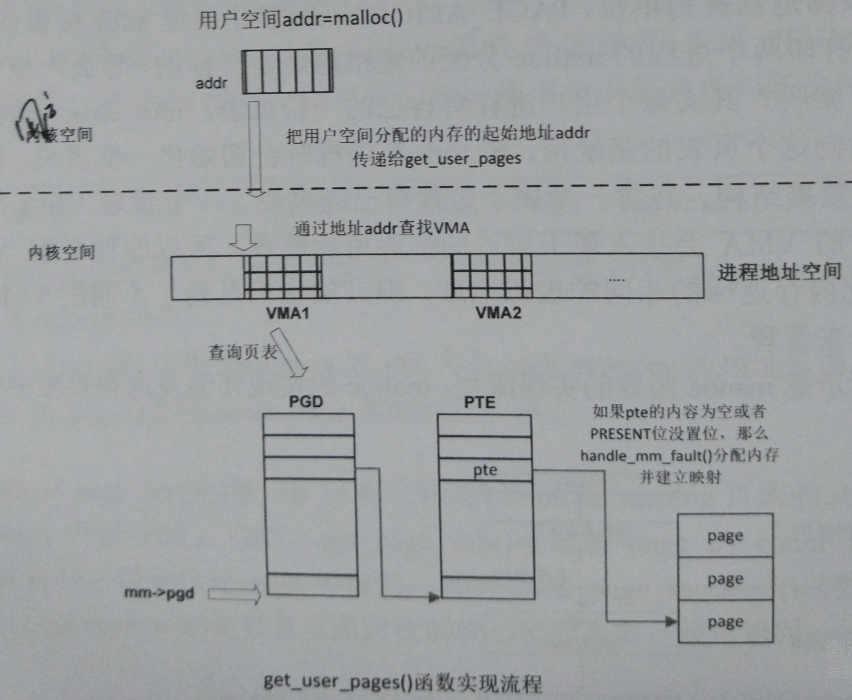 用户空间addr=malloc()
addr
内核空间
把用户空间分配的内存的起始地址addr
传递给get_user_pages
通过地址addr查找VMA
内核空间
....
进程地址空间
VMA1
VMA2
查询页表
PGD
PTE
如果pte的内容为空或者
PRESENT位没置位，那么
handle_mm_fault()分配内存
并建立映射
pte
page
page
page
mm->pgd
get_user_pages()函数实现流程